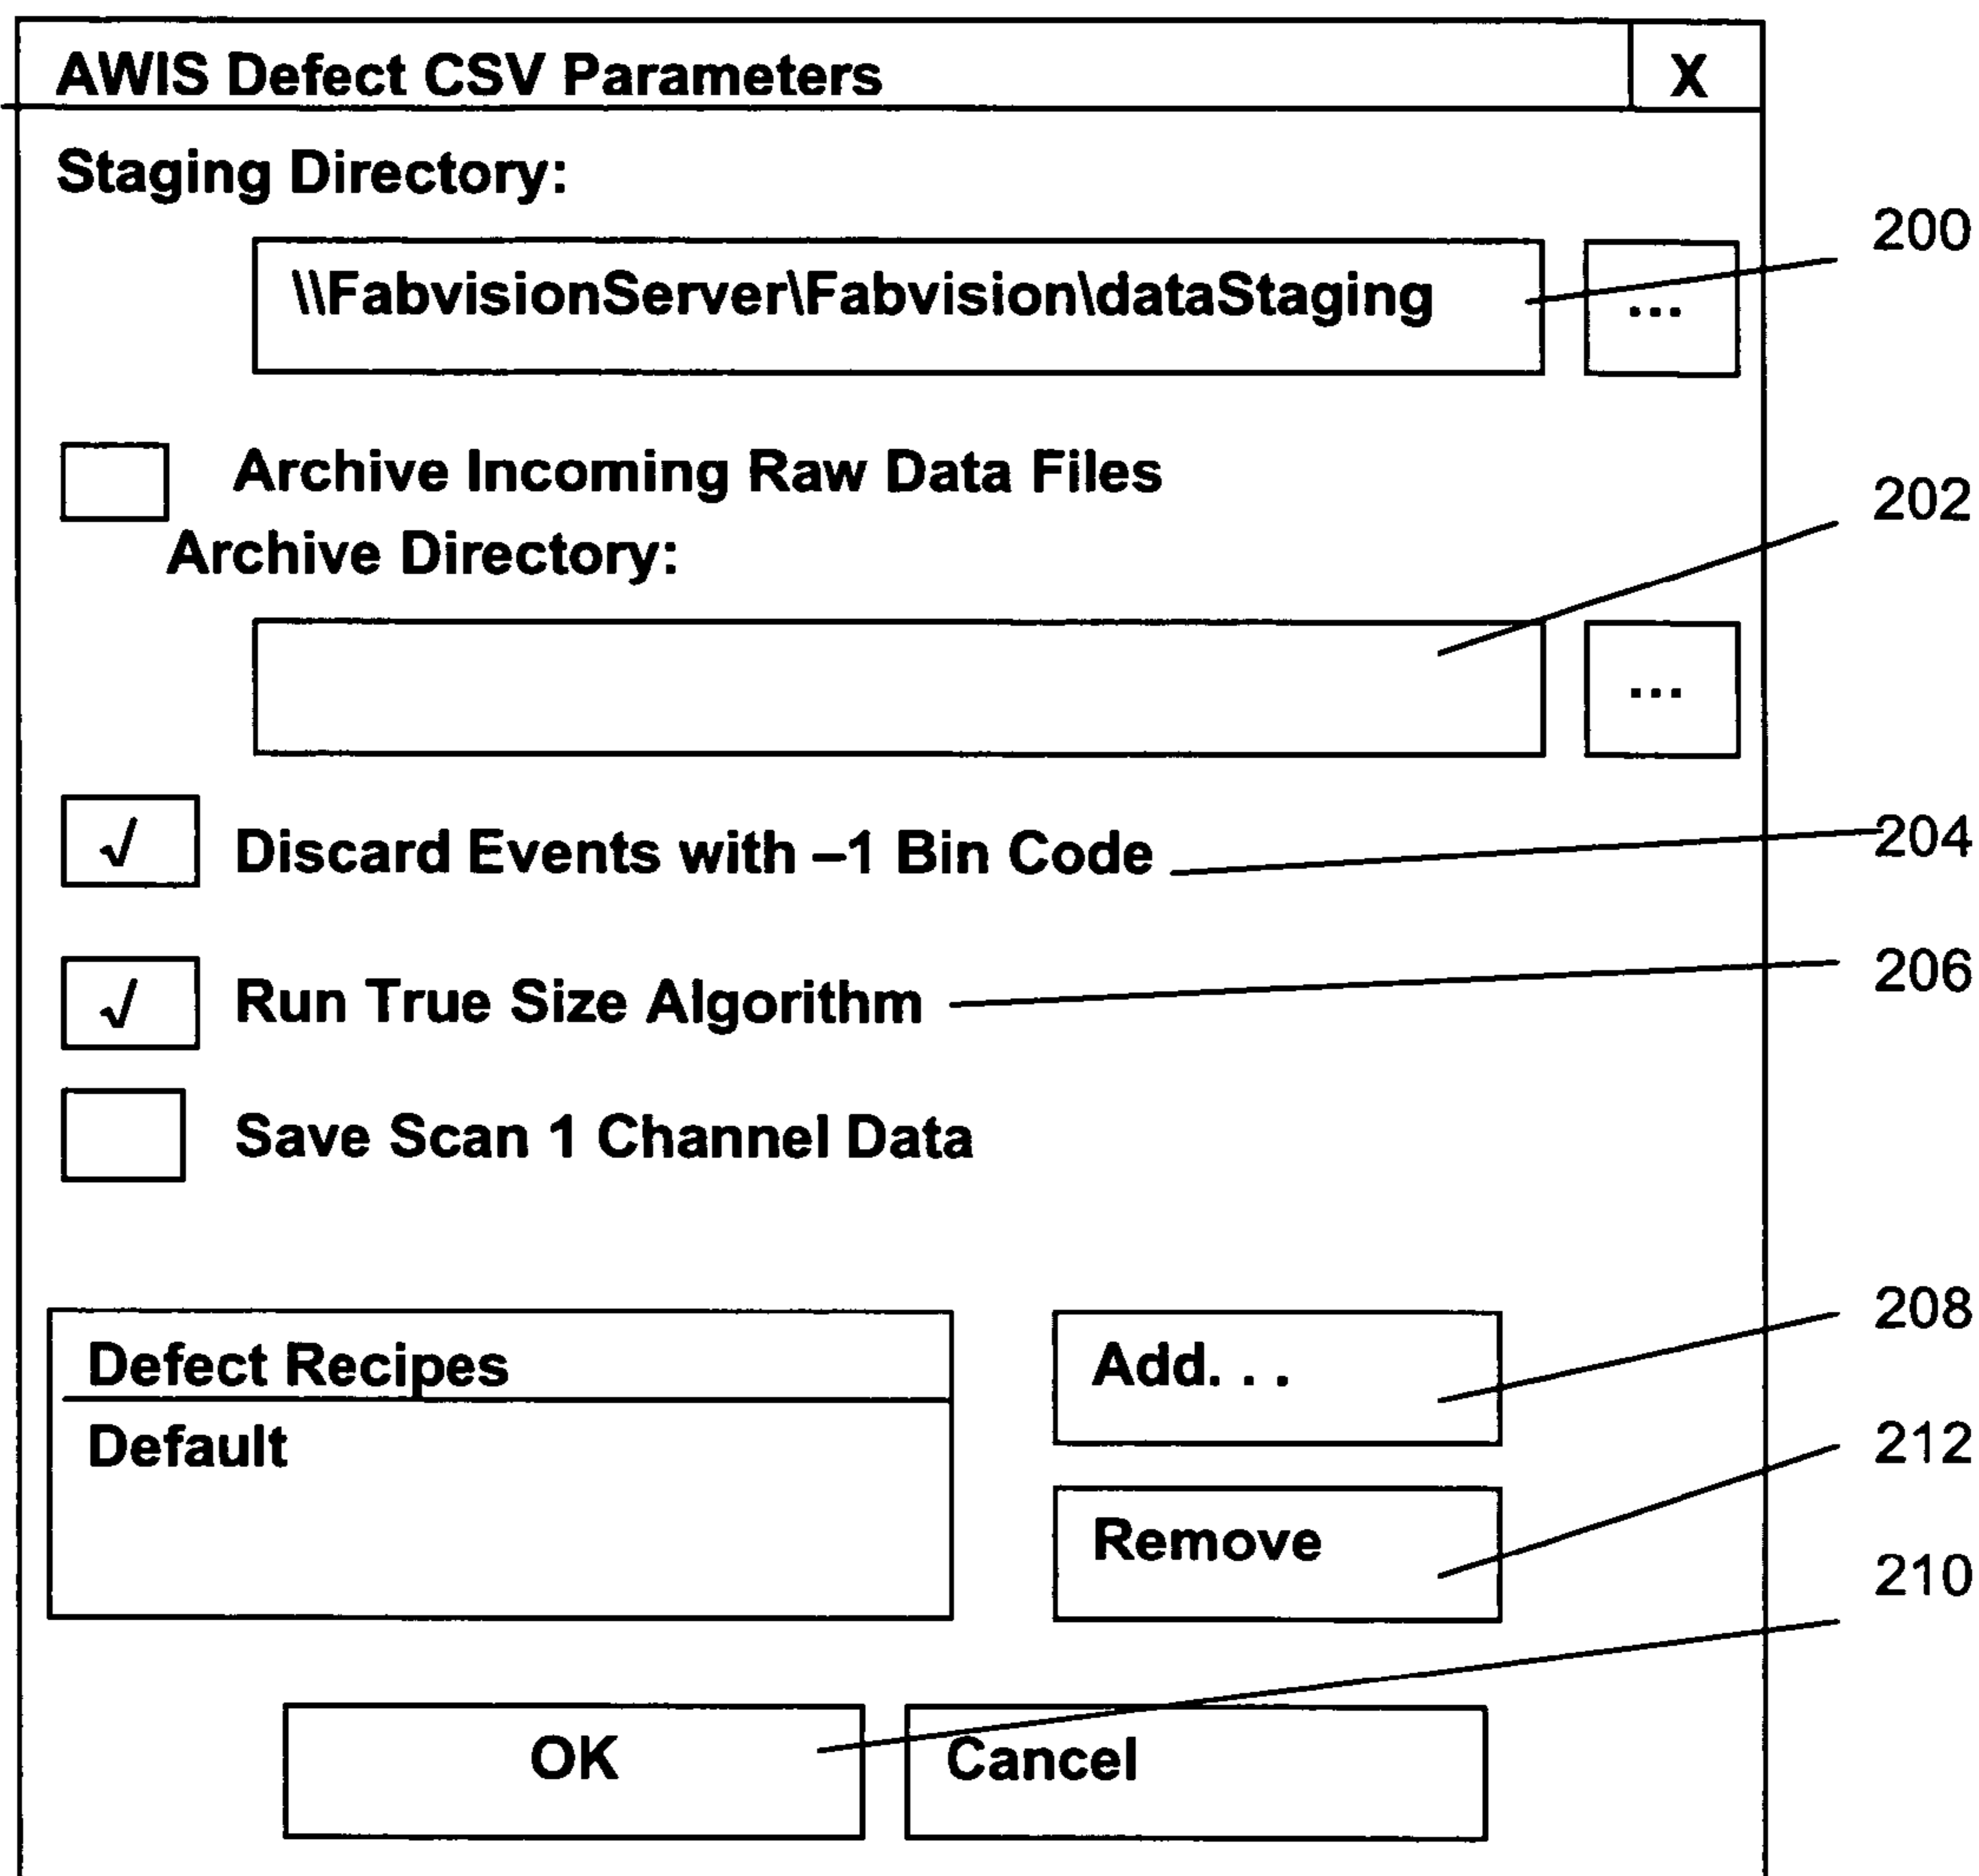 AWIS Defect CSV Parameters X
Staging Directory:
200
\\FabvisionServer\Fabvision\dataStaging ...
Archive Incoming Raw Data Files
202
Archive Directory:
...
√ Discard Events with –1 Bin Code 204
√ Run True Size Algorithm 206
Save Scan 1 Channel Data
208
Defect Recipes Add. . .
Default 212
Remove
210
OK Cancel